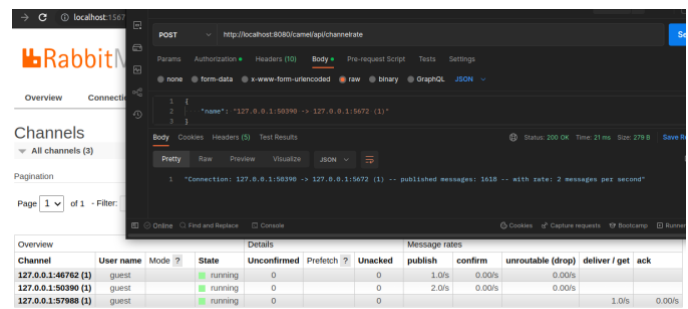 localhost:1567
RabbitM
Overview Connectio
Channels
All channels (3)
Pagination
Page 1 of 1 - Filter:
POST http://localhost:8080/camel/api/channelrate Se
Params Authorization Headers (10) Body Pre-request Script Tests Settings
none form-data x-www-form-urlencoded raw binary GraphQL JSON
1 {
2 "name": "127.0.0.1:50390 -> 127.0.0.1:5672 (1)"
3 }
Body Cookies Headers (5) Test Results Status: 200 OK Time: 21 ms Size: 279 B Save Re
Pretty Raw Preview Visualize JSON
1 "Connection: 127.0.0.1:50390 -> 127.0.0.1:5672 (1) -- published messages: 1618 -- with rate: 2 messages per second"
Online Find and Replace Console Cookies Capture requests Bootcamp Runner
Overview Details Message rates
Channel User name Mode ? State Unconfirmed Prefetch ? Unacked publish confirm unroutable (drop) deliver / get ack
127.0.0.1:46762 (1) guest running 0 0 1.0/s 0.00/s 0.00/s
127.0.0.1:50390 (1) guest running 0 0 2.0/s 0.00/s 0.00/s
127.0.0.1:57988 (1) guest running 0 0 1.0/s 0.00/s